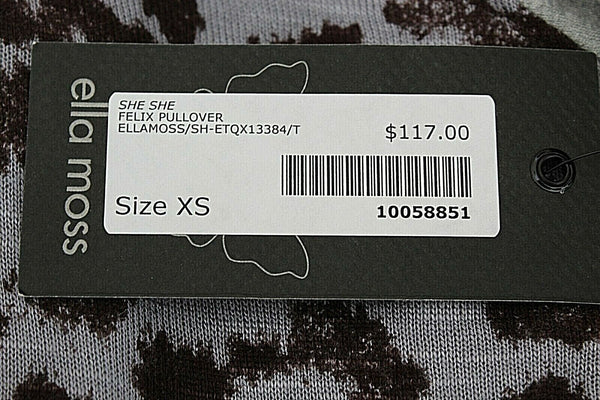 ella moss
SHE SHE
FELIX PULLOVER
ELLAMOSS/SH-ETQX13384/T
$117.00
Size XS
10058851